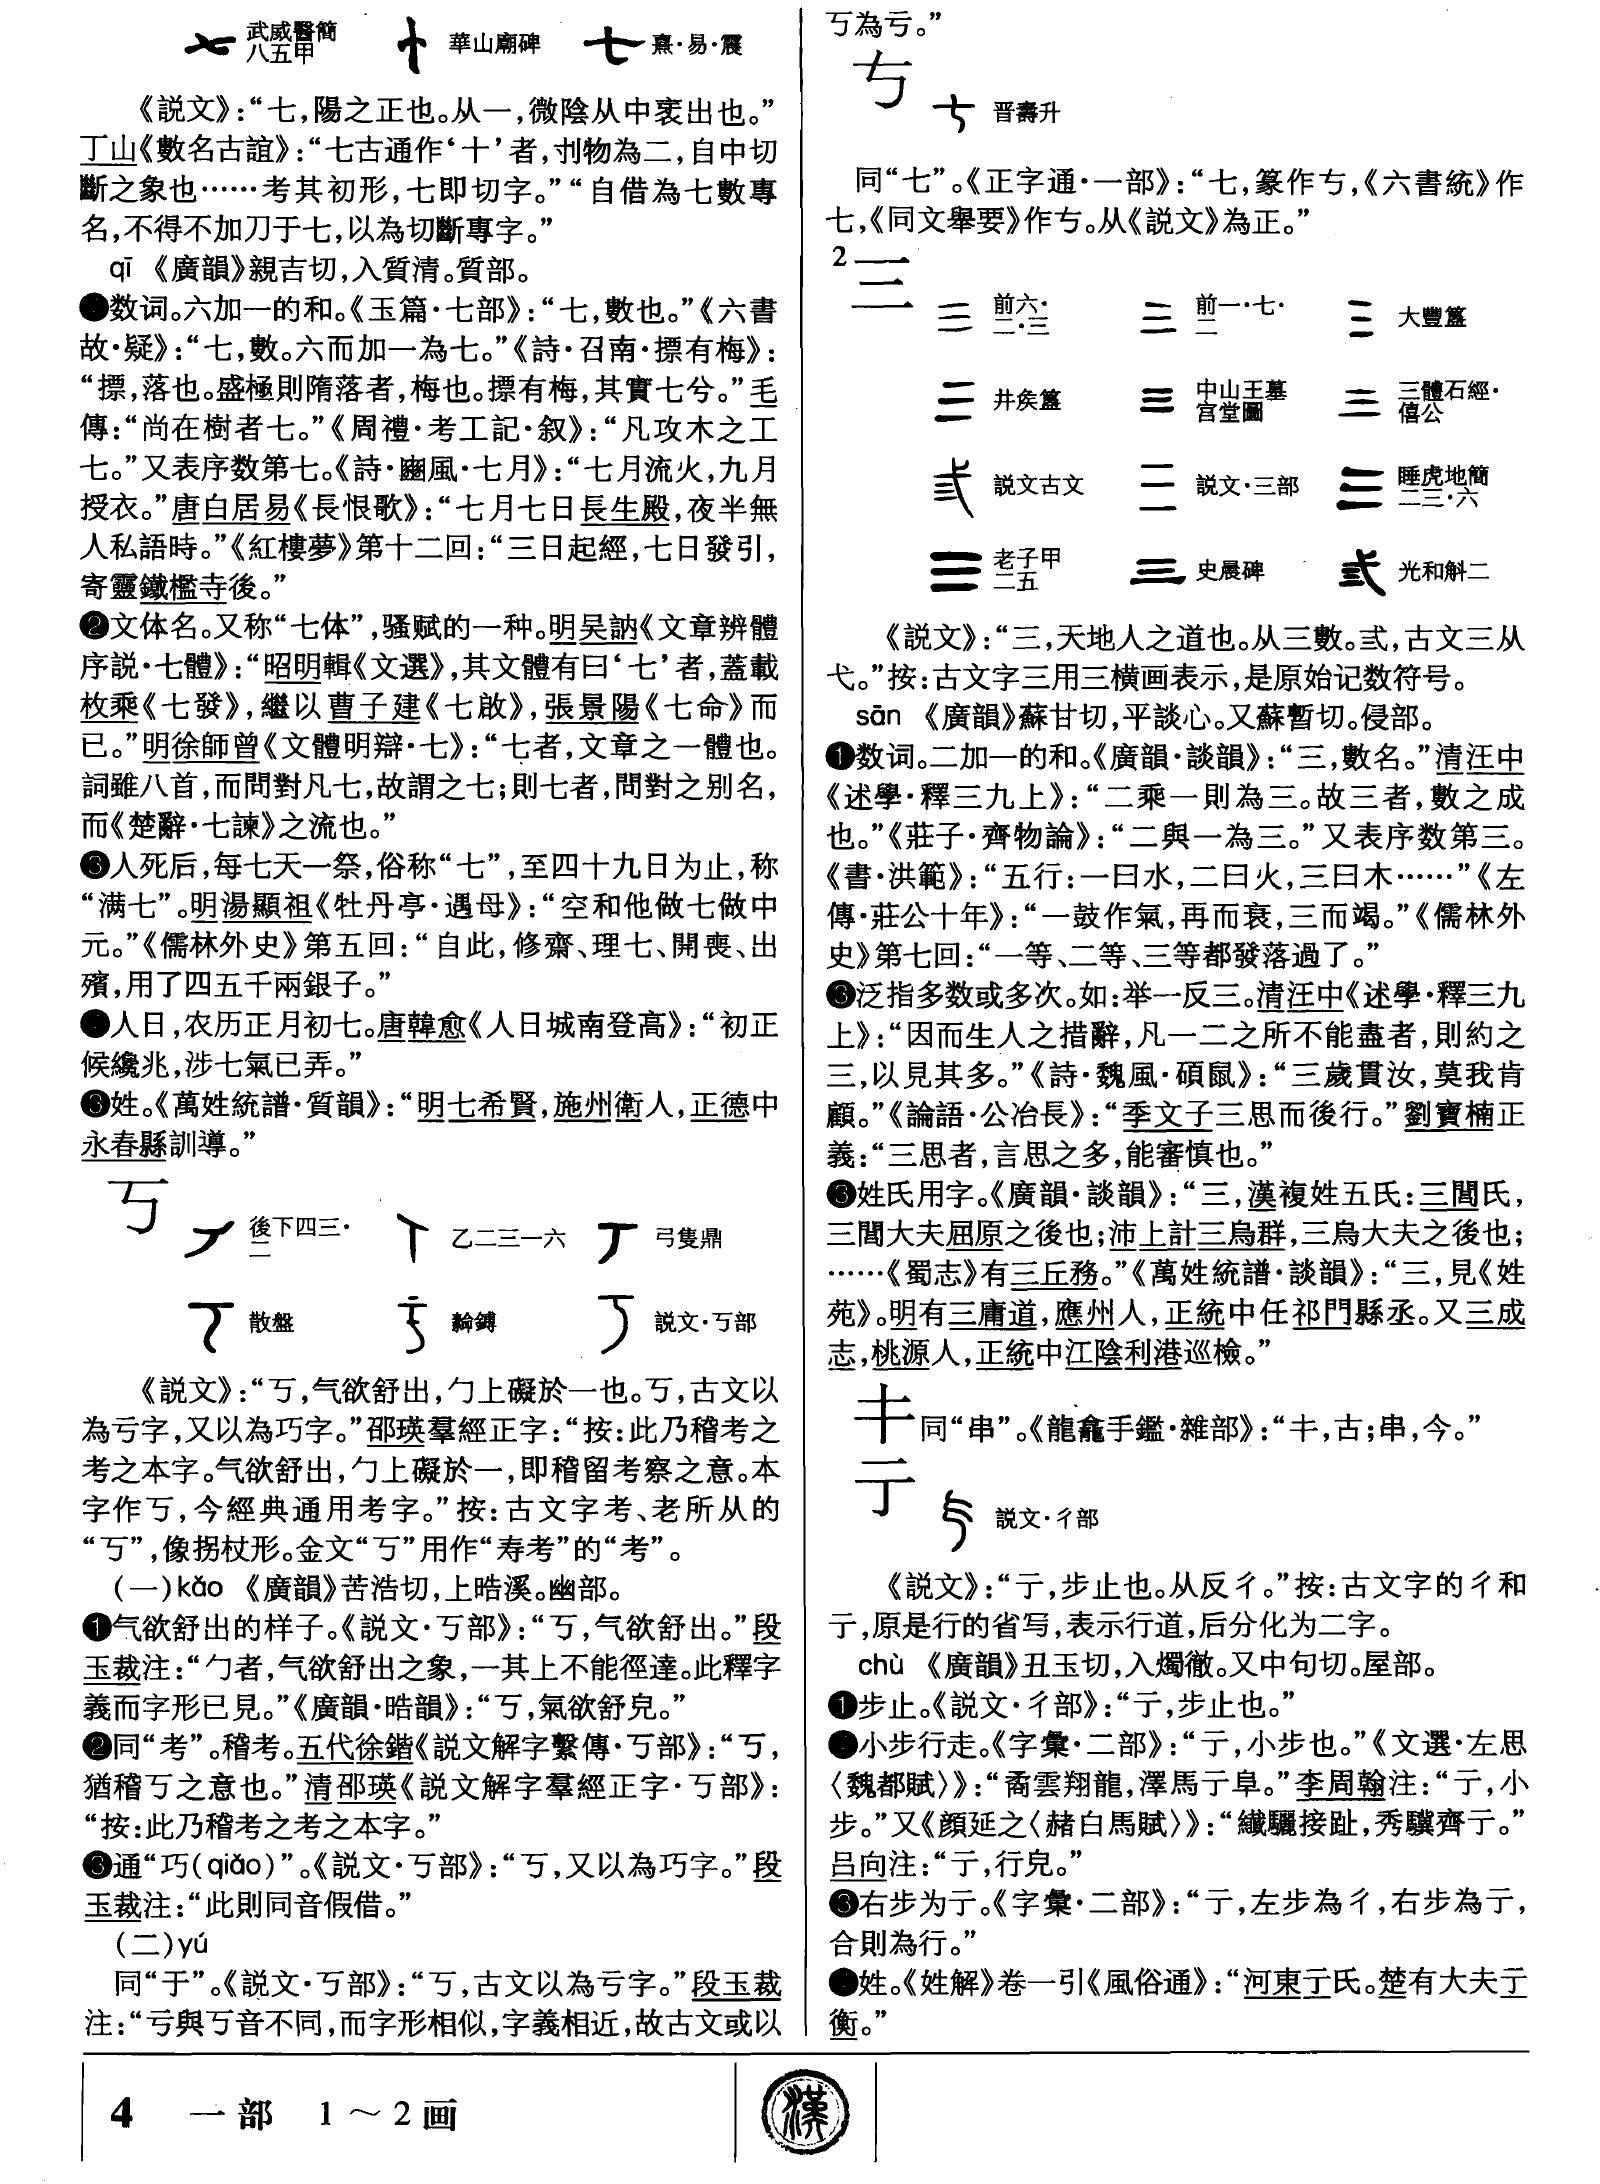 武威醫簡
八五甲
華山廟碑
熹·易·震
《説文》：“七，陽之正也。从一，微陰从中衺出也。”
丁山《數名古誼》：“七古通作‘十’者，刌物為二，自中切
斷之象也……考其初形，七即切字。”“自借為七數專
名，不得不加刀于七，以為切斷專字。”
qī 《廣韻》親吉切，入質清。質部。
❶数词。六加一的和。《玉篇·七部》：“七，數也。”《六書
故·疑》：“七，數。六而加一為七。”《詩·召南·摽有梅》：
“摽，落也。盛極則隋落者，梅也。摽有梅，其實七兮。”毛
傳：“尚在樹者七。”《周禮·考工記·叙》：“凡攻木之工
七。”又表序数第七。《詩·豳風·七月》：“七月流火，九月
授衣。”唐白居易《長恨歌》：“七月七日長生殿，夜半無
人私語時。”《紅樓夢》第十二回：“三日起經，七日發引，
寄靈鐵檻寺後。”
❷文体名。又称“七体”，骚赋的一种。明吴訥《文章辨體
序説·七體》：“昭明輯《文選》，其文體有曰‘七’者，蓋載
枚乘《七發》，繼以曹子建《七啟》，張景陽《七命》而
已。”明徐師曾《文體明辯·七》：“七者，文章之一體也。
詞雖八首，而問對凡七，故謂之七；則七者，問對之别名，
而《楚辭·七諫》之流也。”
❸人死后，每七天一祭，俗称“七”，至四十九日为止，称
“满七”。明湯顯祖《牡丹亭·遇母》：“空和他做七做中
元。”《儒林外史》第五回：“自此，修齋、理七、開喪、出
殯，用了四五千兩銀子。”
●人日，农历正月初七。唐韓愈《人日城南登高》：“初正
候纔兆，涉七氣已弄。”
❸姓。《萬姓統譜·質韻》：“明七希賢，施州衛人，正德中
永春縣訓導。”
丂
後下四三·
二
乙二三一六
弓隻鼎
散盤
𦅫鎛
説文·丂部
《説文》：“丂，气欲舒出，勹上礙於一也。丂，古文以
為亏字，又以為巧字。”邵瑛羣經正字：“按：此乃稽考之
考之本字。气欲舒出，勹上礙於一，即稽留考察之意。本
字作丂，今經典通用考字。”按：古文字考、老所从的
“丂”，像拐杖形。金文“丂”用作“寿考”的“考”。
（一）kǎo 《廣韻》苦浩切，上晧溪。幽部。
❶气欲舒出的样子。《説文·丂部》：“丂，气欲舒出。”段
玉裁注：“勹者，气欲舒出之象，一其上不能徑達。此釋字
義而字形已見。”《廣韻·晧韻》：“丂，氣欲舒皃。”
❷同“考”。稽考。五代徐鍇《説文解字繫傳·丂部》：“丂，
猶稽丂之意也。”清邵瑛《説文解字羣經正字·丂部》：
“按：此乃稽考之考之本字。”
❸通“巧（qiǎo）”。《説文·丂部》：“丂，又以為巧字。”段
玉裁注：“此則同音假借。”
（二）yú
同“于”。《説文·丂部》：“丂，古文以為亏字。”段玉裁
注：“亏與丂音不同，而字形相似，字義相近，故古文或以
丂為亏。”
𠀁
晋壽升
同“七”。《正字通·一部》：“七，篆作𠀁，《六書統》作
七，《同文舉要》作𠀁。从《説文》為正。”
2
三
前六·
二·三
前一·七·
二
大豐簋
井矦簋
中山王墓
宫堂圖
三體石經·
僖公
説文古文
説文·三部
睡虎地簡
二三·六
老子甲
二五
史晨碑
光和斛二
《説文》：“三，天地人之道也。从三數。弎，古文三从
弋。”按：古文字三用三横画表示，是原始记数符号。
sān 《廣韻》蘇甘切，平談心。又蘇暫切。侵部。
❶数词。二加一的和。《廣韻·談韻》：“三，數名。”清汪中
《述學·釋三九上》：“二乘一則為三。故三者，數之成
也。”《莊子·齊物論》：“二與一為三。”又表序数第三。
《書·洪範》：“五行：一曰水，二曰火，三曰木……”《左
傳·莊公十年》：“一鼓作氣，再而衰，三而竭。”《儒林外
史》第七回：“一等、二等、三等都發落過了。”
❸泛指多数或多次。如：举一反三。清汪中《述學·釋三九
上》：“因而生人之措辭，凡一二之所不能盡者，則約之
三，以見其多。”《詩·魏風·碩鼠》：“三歲貫汝，莫我肯
顧。”《論語·公冶長》：“季文子三思而後行。”劉寶楠正
義：“三思者，言思之多，能審慎也。”
❸姓氏用字。《廣韻·談韻》：“三，漢複姓五氏：三閭氏，
三閭大夫屈原之後也；沛上計三烏群，三烏大夫之後也；
……《蜀志》有三丘務。”《萬姓統譜·談韻》：“三，見《姓
苑》。明有三庸道，應州人，正統中任祁門縣丞。又三成
志，桃源人，正統中江陰利港巡檢。”
𠀐同“串”。《龍龕手鑑·雜部》：“𠀐，古；串，今。”
亍
説文·彳部
《説文》：“亍，步止也。从反彳。”按：古文字的彳和
亍，原是行的省写，表示行道，后分化为二字。
chù 《廣韻》丑玉切，入燭徹。又中句切。屋部。
❶步止。《説文·彳部》：“亍，步止也。”
●小步行走。《字彙·二部》：“亍，小步也。”《文選·左思
〈魏都賦〉》：“矞雲翔龍，澤馬亍阜。”李周翰注：“亍，小
步。”又《顔延之〈赭白馬賦〉》：“纖驪接趾，秀騏齊亍。”
吕向注：“亍，行皃。”
❸右步为亍。《字彙·二部》：“亍，左步為彳，右步為亍，
合則為行。”
●姓。《姓解》卷一引《風俗通》：“河東亍氏。楚有大夫亍
衡。”
4 一部 1～2画
漢